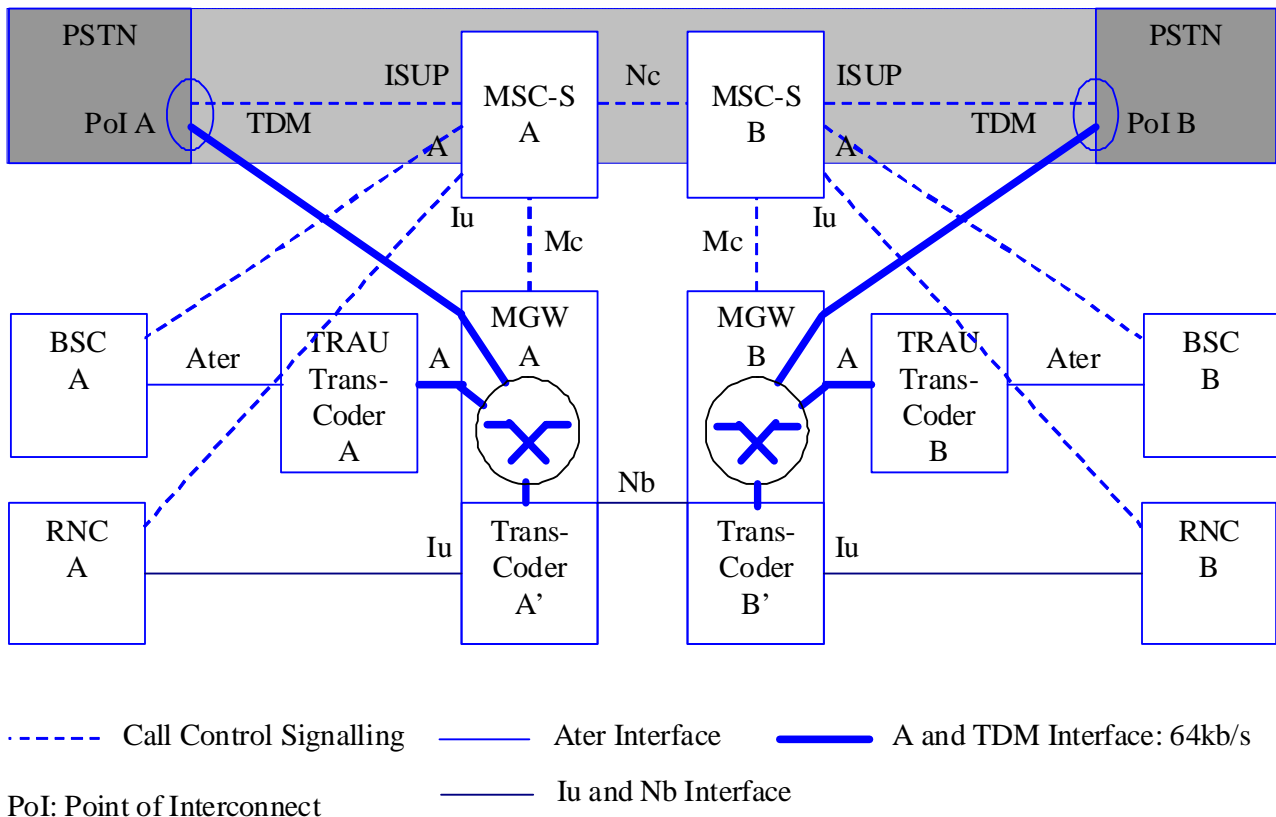 PSTN
PSTN
ISUP
Nc
ISUP
MSC-S
A
MSC-S
B
PoI A
TDM
TDM
PoI B
A
A
Iu
Iu
Mc
Mc
MGW
A
MGW
B
BSC
A
Ater
TRAU
Trans-
Coder
A
A
A
TRAU
Trans-
Coder
B
Ater
BSC
B
Nb
RNC
A
Iu
Trans-
Coder
A’
Trans-
Coder
B’
Iu
RNC
B
Call Control Signalling
Ater Interface
A and TDM Interface: 64kb/s
PoI: Point of Interconnect
Iu and Nb Interface